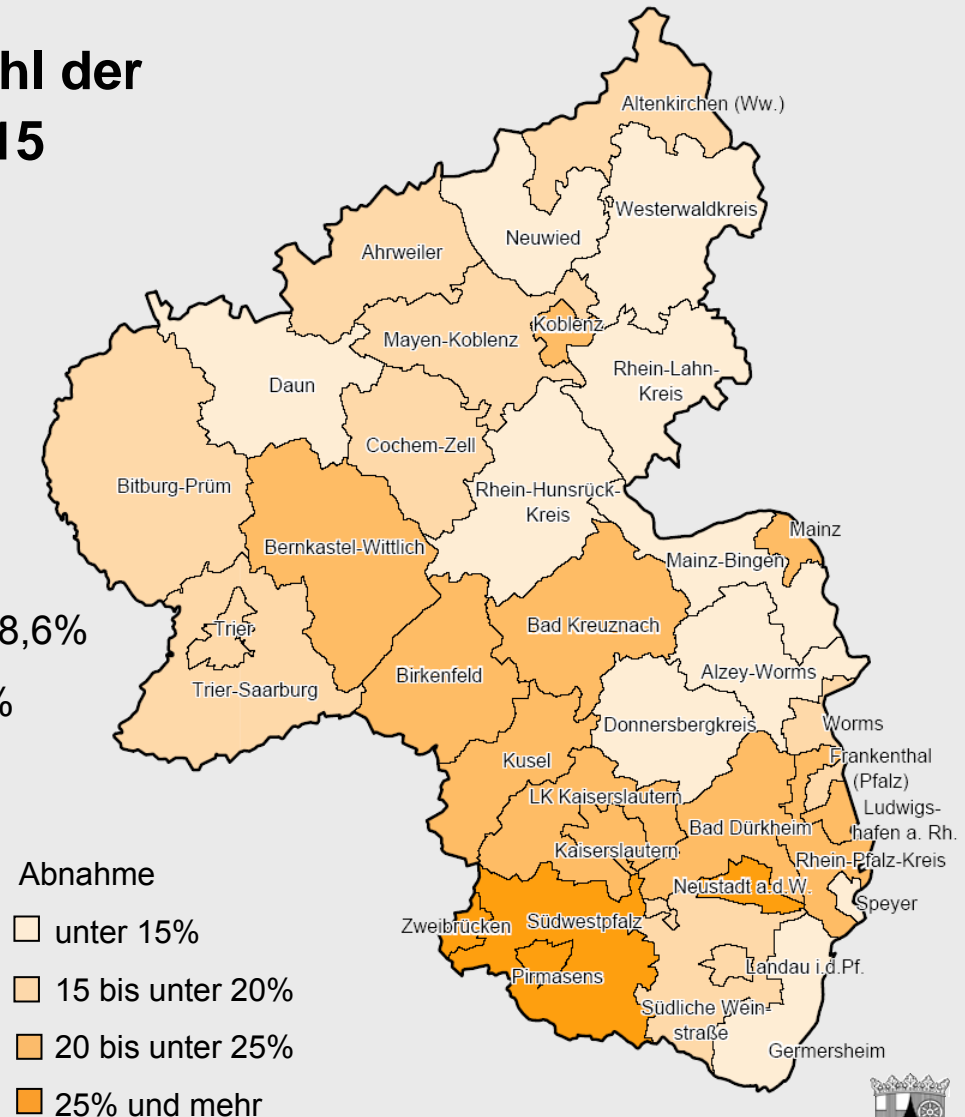 hl der
15
Altenkirchen (Ww.)
Westerwaldkreis
Neuwied
Ahrweiler
Koblenz
Mayen-Koblenz
Rhein-Lahn-
Kreis
Daun
Cochem-Zell
Bitburg-Prüm
Rhein-Hunsrück-
Kreis
Mainz
Bernkastel-Wittlich
Mainz-Bingen
8,6%
Trier
Bad Kreuznach
Alzey-Worms
Birkenfeld
Trier-Saarburg
%
Donnersbergkreis
Worms
Kusel
Frankenthal
(Pfalz)
LK Kaiserslautern
Ludwigs-
hafen a. Rh.
Bad Dürkheim
Kaiserslautern
Rhein-Pfalz-Kreis
Neustadt a.d.W.
Speyer
Zweibrücken
Südwestpfalz
Landau i.d.Pf.
Pirmasens
Südliche Wein-
straße
Germersheim
Abnahme
unter 15%
15 bis unter 20%
20 bis unter 25%
25% und mehr